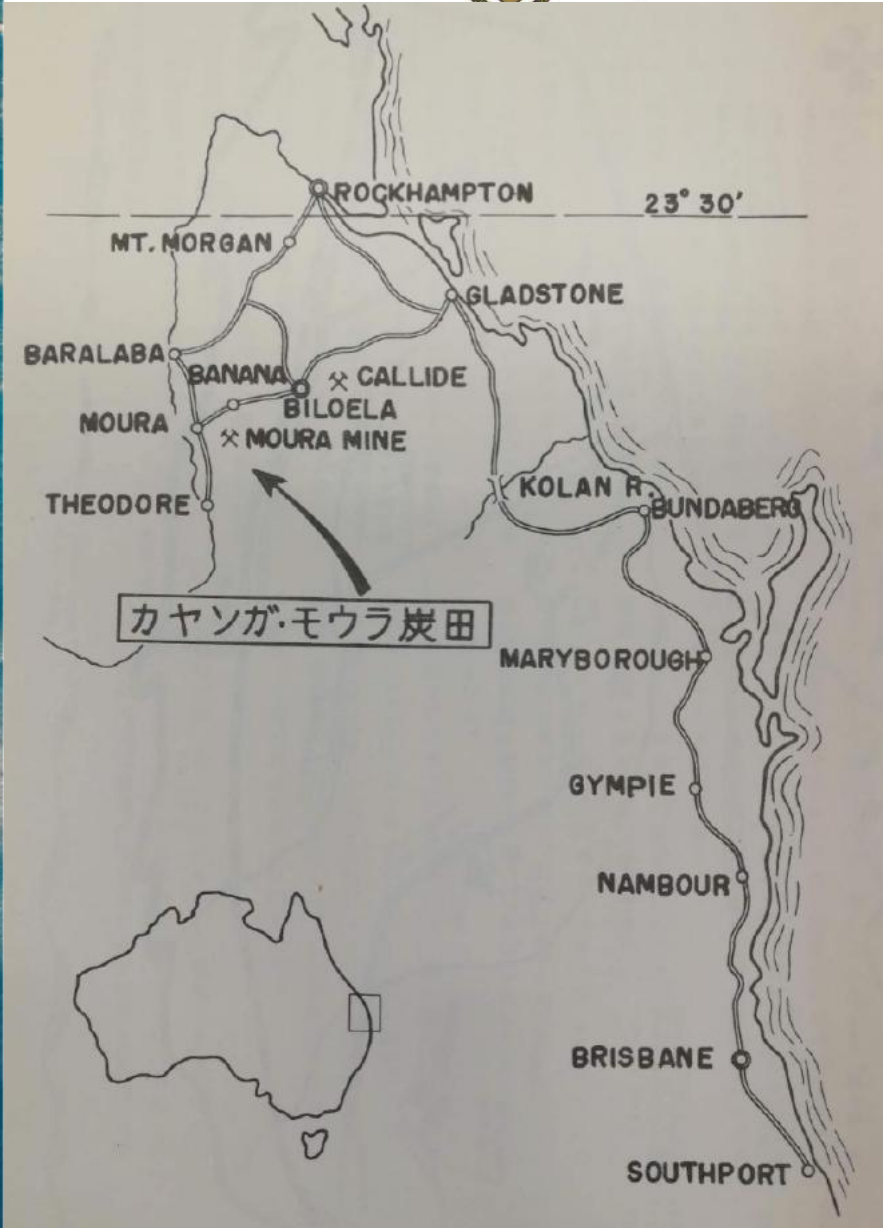 ROCKHAMPTON
23° 30'
MT. MORGAN
GLADSTONE
BARALABA
BANANA
CALLIDE
BILOELA
MOURA
MOURA MINE
THEODORE
KOLAN R.
BUNDABERG
カヤンガ・モウラ炭田
MARYBOROUGH
GYMPIE
NAMBOUR
BRISBANE
SOUTHPORT